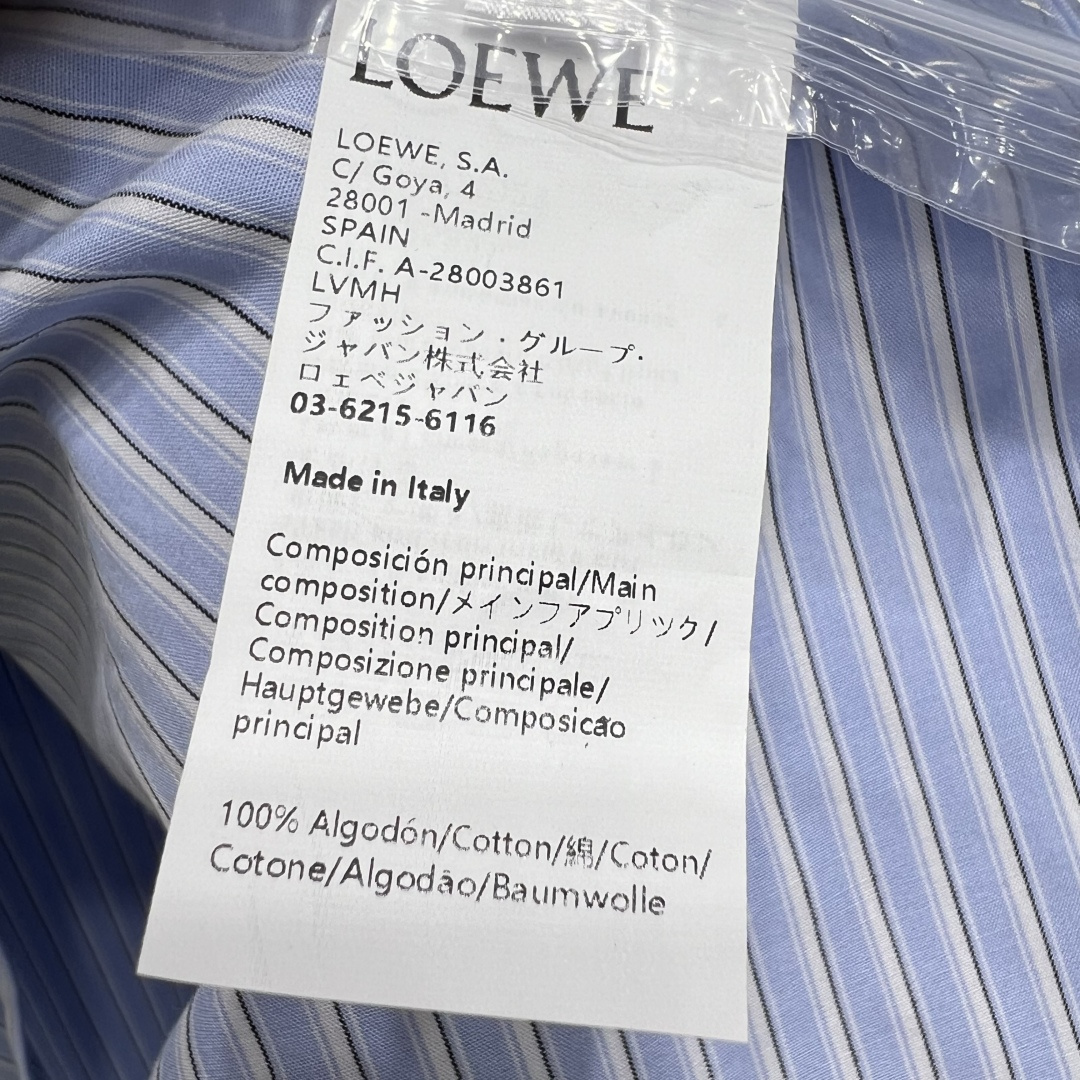 LOEWE
LOEWE, S.A.
C/ Goya, 4
28001 -Madrid
SPAIN
C.I.F. A-28003861
LVMH
ファッション・グループ・
ジャパン株式会社
ロエベジャパン
03-6215-6116
Made in Italy
Composición principal/Main
composition/メインフアプリック/
Composition principal/
Composizione principale/
Hauptgewebe/Composicão
principal
100% Algodón/Cotton/綿/Coton/
Cotone/Algodão/Baumwolle